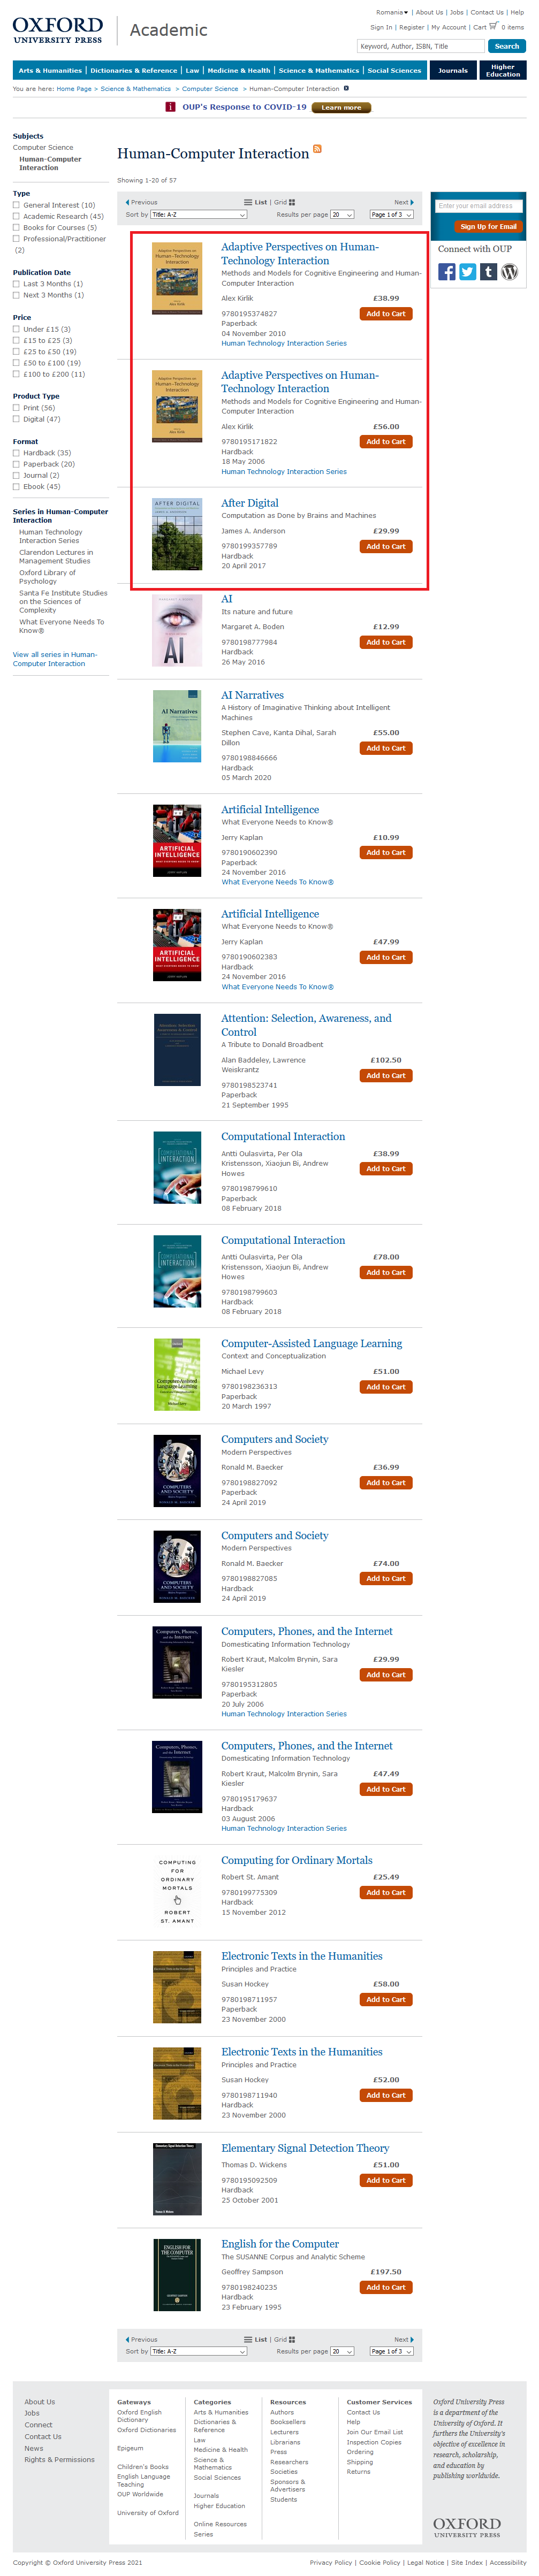 OXFORD
UNIVERSITY PRESS
Academic
Romania | About Us | Jobs | Contact Us | Help
Sign In | Register | My Account | Cart 0 items
Keyword, Author, ISBN, Title
Search
Arts & Humanities | Dictionaries & Reference | Law | Medicine & Health | Science & Mathematics | Social Sciences
Journals
Higher
Education
You are here: Home Page > Science & Mathematics > Computer Science > Human-Computer Interaction
OUP's Response to COVID-19
Learn more
Subjects
Computer Science
Human-Computer
Interaction
Type
General Interest (10)
Academic Research (45)
Books for Courses (5)
Professional/Practitioner
(2)
Publication Date
Last 3 Months (1)
Next 3 Months (1)
Price
Under £15 (3)
£15 to £25 (3)
£25 to £50 (19)
£50 to £100 (19)
£100 to £200 (11)
Product Type
Print (56)
Digital (47)
Format
Hardback (35)
Paperback (20)
Journal (2)
Ebook (45)
Series in Human-Computer
Interaction
Human Technology
Interaction Series
Clarendon Lectures in
Management Studies
Oxford Library of
Psychology
Santa Fe Institute Studies
on the Sciences of
Complexity
What Everyone Needs To
Know®
View all series in Human-
Computer Interaction
Human-Computer Interaction
Showing 1-20 of 57
Previous
List | Grid
Next
Sort by Title: A-Z
Results per page 20
Page 1 of 3
Adaptive Perspectives on Human-
Technology Interaction
Methods and Models for Cognitive Engineering and Human-
Computer Interaction
Alex Kirlik
£38.99
9780195374827
Add to Cart
Paperback
04 November 2010
Human Technology Interaction Series
Adaptive Perspectives on Human-
Technology Interaction
Methods and Models for Cognitive Engineering and Human-
Computer Interaction
Alex Kirlik
£56.00
9780195171822
Add to Cart
Hardback
18 May 2006
Human Technology Interaction Series
AFTER DIGITAL
After Digital
Computation as Done by Brains and Machines
James A. Anderson
£29.99
9780199357789
Add to Cart
Hardback
20 April 2017
AI
AI
Its nature and future
Margaret A. Boden
£12.99
9780198777984
Add to Cart
Hardback
26 May 2016
AI Narratives
AI Narratives
A History of Imaginative Thinking about Intelligent
Machines
Stephen Cave, Kanta Dihal, Sarah
Dillon
£55.00
9780198846666
Add to Cart
Hardback
05 March 2020
ARTIFICIAL
INTELLIGENCE
Artificial Intelligence
What Everyone Needs to Know®
Jerry Kaplan
£10.99
9780190602390
Add to Cart
Paperback
24 November 2016
What Everyone Needs To Know®
ARTIFICIAL
INTELLIGENCE
Artificial Intelligence
What Everyone Needs to Know®
Jerry Kaplan
£47.99
9780190602383
Add to Cart
Hardback
24 November 2016
What Everyone Needs To Know®
Attention: Selection, Awareness, and
Control
A Tribute to Donald Broadbent
Alan Baddeley, Lawrence
Weiskrantz
£102.50
9780198523741
Add to Cart
Paperback
21 September 1995
Computational Interaction
Antti Oulasvirta, Per Ola
Kristensson, Xiaojun Bi, Andrew
Howes
£38.99
9780198799610
Add to Cart
Paperback
08 February 2018
Computational Interaction
Antti Oulasvirta, Per Ola
Kristensson, Xiaojun Bi, Andrew
Howes
£78.00
9780198799603
Add to Cart
Hardback
08 February 2018
Computer-Assisted Language Learning
Context and Conceptualization
Michael Levy
£51.00
9780198236313
Add to Cart
Paperback
20 March 1997
COMPUTERS
AND SOCIETY
Computers and Society
Modern Perspectives
Ronald M. Baecker
£36.99
9780198827092
Add to Cart
Paperback
24 April 2019
COMPUTERS
AND SOCIETY
Computers and Society
Modern Perspectives
Ronald M. Baecker
£74.00
9780198827085
Add to Cart
Hardback
24 April 2019
Computers, Phones, and the Internet
Domesticating Information Technology
Robert Kraut, Malcolm Brynin, Sara
Kiesler
£29.99
9780195312805
Add to Cart
Paperback
20 July 2006
Human Technology Interaction Series
Computers, Phones, and the Internet
Domesticating Information Technology
Robert Kraut, Malcolm Brynin, Sara
Kiesler
£47.49
9780195179637
Add to Cart
Hardback
03 August 2006
Human Technology Interaction Series
COMPUTING
FOR
ORDINARY
MORTALS
ROBERT
ST. AMANT
Computing for Ordinary Mortals
Robert St. Amant
£25.49
9780199775309
Add to Cart
Hardback
15 November 2012
Electronic Texts in the Humanities
Principles and Practice
Susan Hockey
£58.00
9780198711957
Add to Cart
Paperback
23 November 2000
Electronic Texts in the Humanities
Principles and Practice
Susan Hockey
£52.00
9780198711940
Add to Cart
Hardback
23 November 2000
Elementary Signal Detection Theory
Thomas D. Wickens
£51.00
9780195092509
Add to Cart
Hardback
25 October 2001
ENGLISH FOR
THE COMPUTER
English for the Computer
The SUSANNE Corpus and Analytic Scheme
Geoffrey Sampson
£197.50
9780198240235
Add to Cart
Hardback
23 February 1995
Previous
List | Grid
Next
Sort by Title: A-Z
Results per page 20
Page 1 of 3
Enter your email address
Sign Up for Email
Connect with OUP
About Us
Jobs
Connect
Contact Us
News
Rights & Permissions
Gateways
Oxford English
Dictionary
Oxford Dictionaries
Epigeum
Children's Books
English Language
Teaching
OUP Worldwide
University of Oxford
Categories
Arts & Humanities
Dictionaries &
Reference
Law
Medicine & Health
Science &
Mathematics
Social Sciences
Journals
Higher Education
Online Resources
Series
Resources
Authors
Booksellers
Lecturers
Librarians
Press
Researchers
Societies
Sponsors &
Advertisers
Students
Customer Services
Contact Us
Help
Join Our Email List
Inspection Copies
Ordering
Shipping
Returns
Oxford University Press
is a department of the
University of Oxford. It
furthers the University's
objective of excellence in
research, scholarship,
and education by
publishing worldwide.
OXFORD
UNIVERSITY PRESS
Copyright © Oxford University Press 2021
Privacy Policy | Cookie Policy | Legal Notice | Site Index | Accessibility